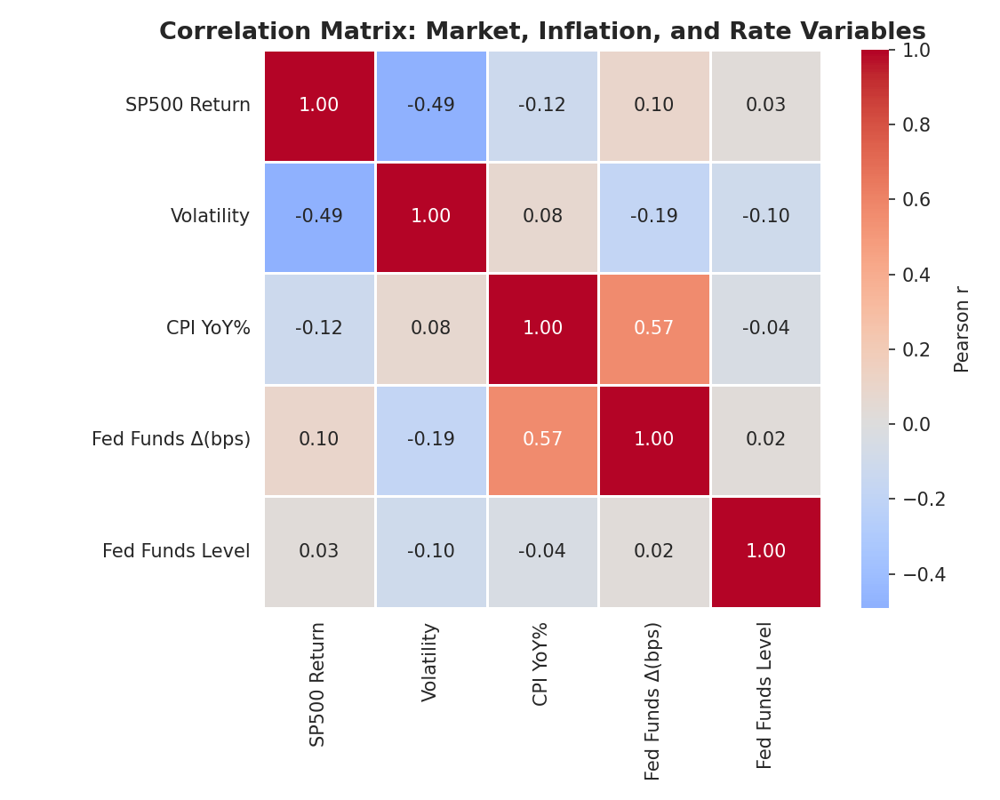 Correlation Matrix: Market, Inflation, and Rate Variables
SP500 Return 1.00 -0.49 -0.12 0.10 0.03
Volatility -0.49 1.00 0.08 -0.19 -0.10
CPI YoY% -0.12 0.08 1.00 0.57 -0.04
Fed Funds Δ(bps) 0.10 -0.19 0.57 1.00 0.02
Fed Funds Level 0.03 -0.10 -0.04 0.02 1.00
SP500 Return
Volatility
CPI YoY%
Fed Funds Δ(bps)
Fed Funds Level
1.0
0.8
0.6
0.4
0.2
0.0
−0.2
−0.4
Pearson r